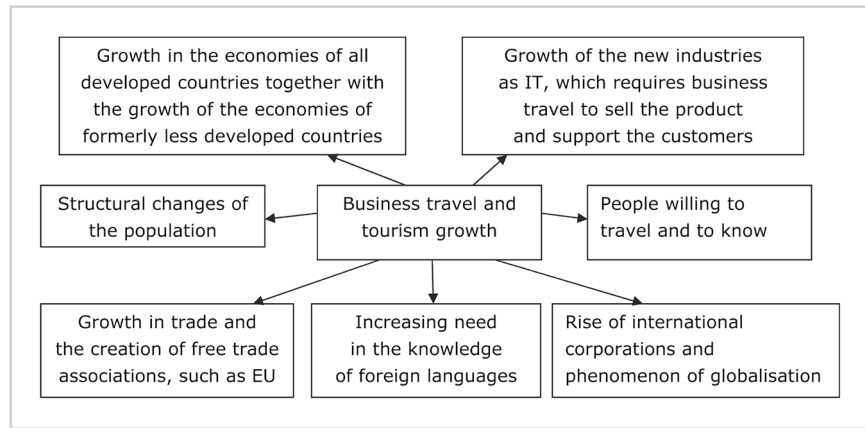 Growth in the economies of all
developed countries together with
the growth of the economies of
formerly less developed countries
Growth of the new industries
as IT, which requires business
travel to sell the product
and support the customers
Structural changes of
the population
Business travel and
tourism growth
People willing to
travel and to know
Growth in trade and
the creation of free trade
associations, such as EU
Increasing need
in the knowledge
of foreign languages
Rise of international
corporations and
phenomenon of globalisation